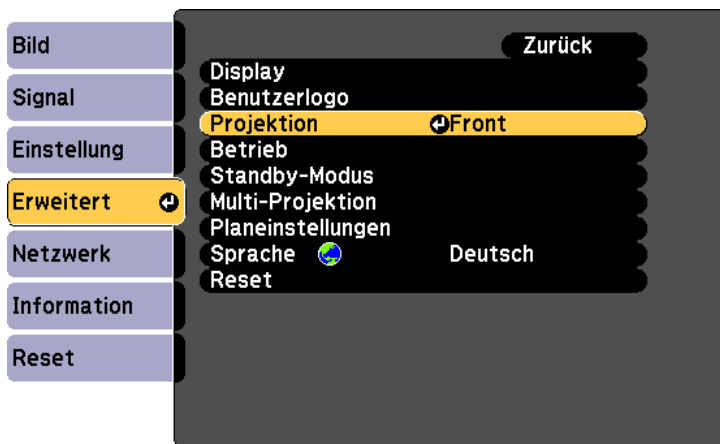 Bild
Signal
Einstellung
Erweitert
Netzwerk
Information
Reset
Zurück
Display
Benutzerlogo
Projektion Front
Betrieb
Standby-Modus
Multi-Projektion
Planeinstellungen
Sprache Deutsch
Reset